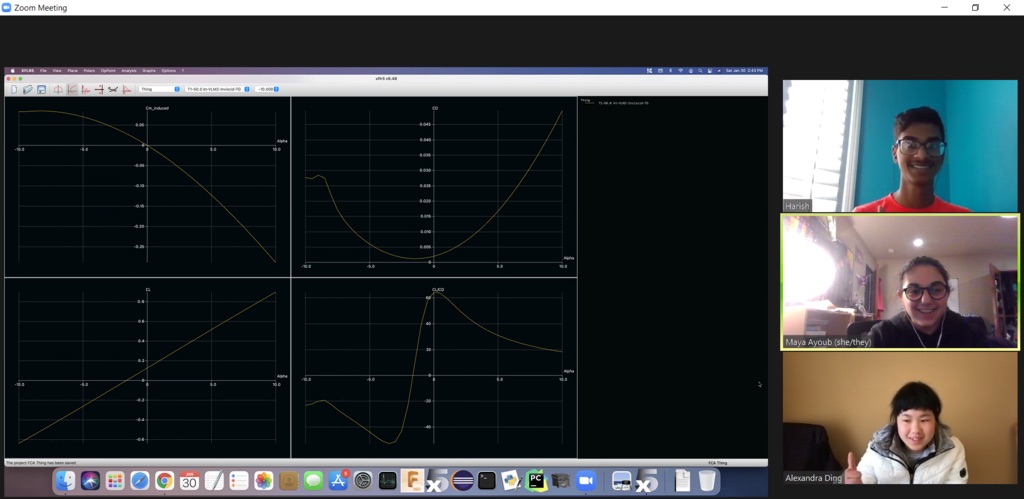 Zoom Meeting
XFLR5 File View Plane Polars OpPoint Analysis Graphs Options ?
Sat Jan 30 2:43 PM
xflr5 v6.48
Thing
T1-60.0 m-VLM2-Inviscid-TG
-10.000
Cm_induced
0.05
0
-0.05
-0.10
-0.15
-0.20
-0.25
-10.0 -5.0 0 5.0 10.0
Alpha
CD
0.045
0.040
0.035
0.030
0.025
0.020
0.015
0.010
0.005
-10.0 -5.0 0 5.0 10.0
Alpha
Thing
CL
0.8
0.6
0.4
0.2
-0.2
-0.4
-0.6
-10.0 -5.0 0 5.0 10.0
Alpha
CL/CD
60
40
20
-20
-40
-10.0 -5.0 0 5.0 10.0
Alpha
The project FCA Thing has been saved
FCA Thing
JAN
30
PC
Harish
Maya Ayoub (she/they)
Alexandra Ding